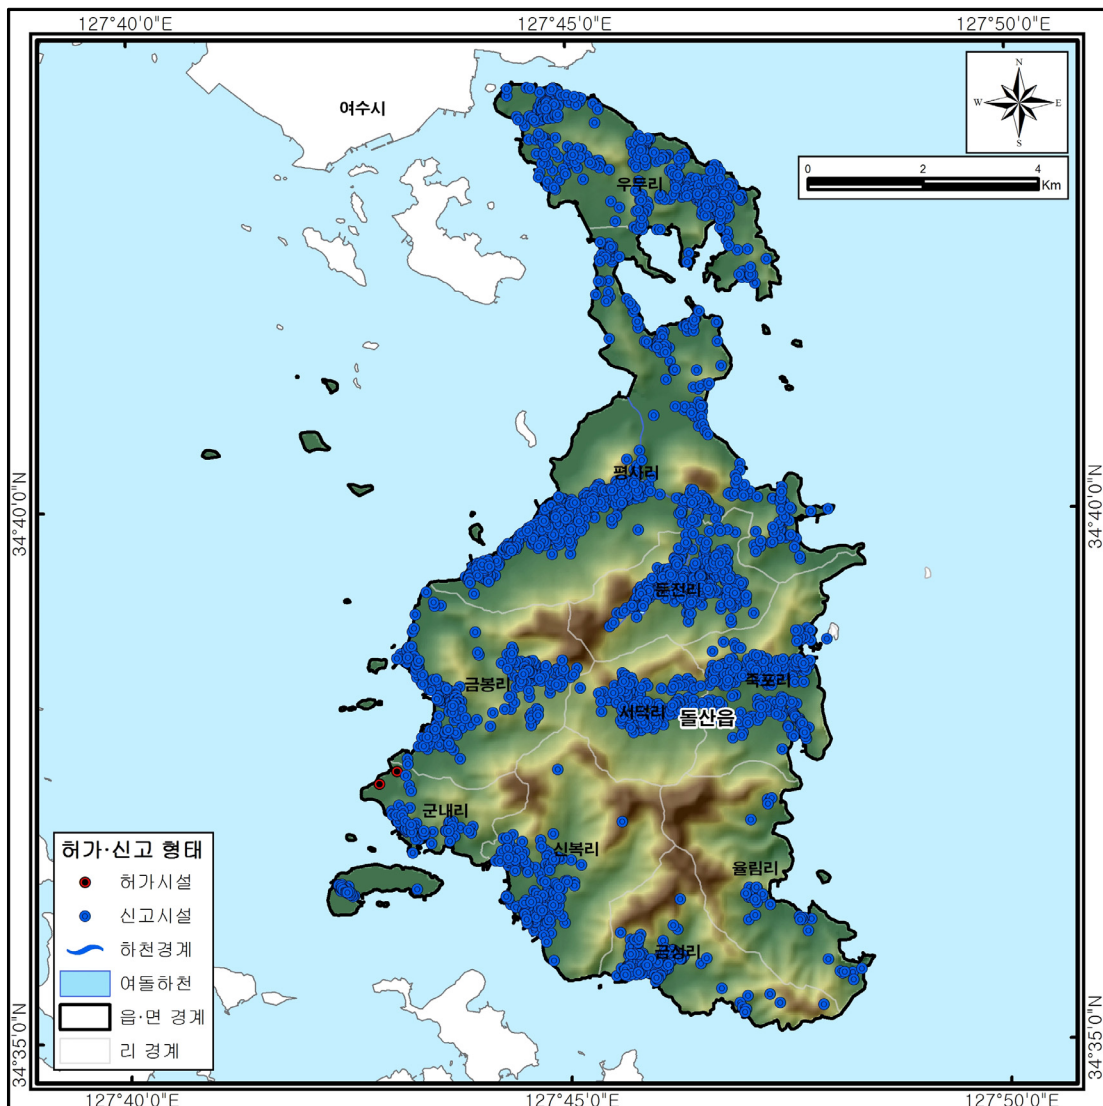 127°40'0"E 127°45'0"E 127°50'0"E
여수시
N
W E
S
0 2 4
Km
우두리
평사리
34°40'0"N 34°40'0"N
둔전리
금봉리
죽포리
서덕리
돌산읍
군내리
신복리
율림리
금성리
허가·신고 형태
허가시설
신고시설
하천경계
여돌하천
읍·면 경계
리 경계
34°35'0"N 34°35'0"N
127°40'0"E 127°45'0"E 127°50'0"E